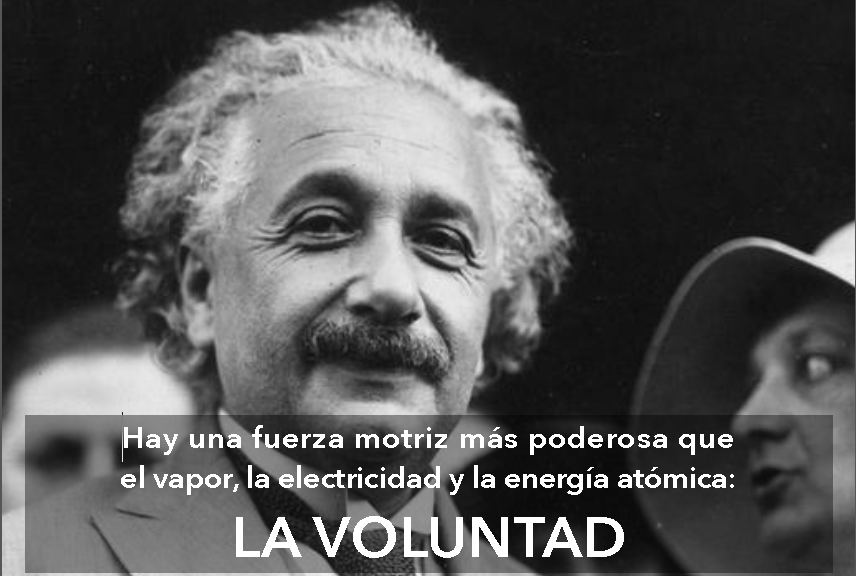 Hay una fuerza motriz más poderosa que
el vapor, la electricidad y la energía atómica:
LA VOLUNTAD